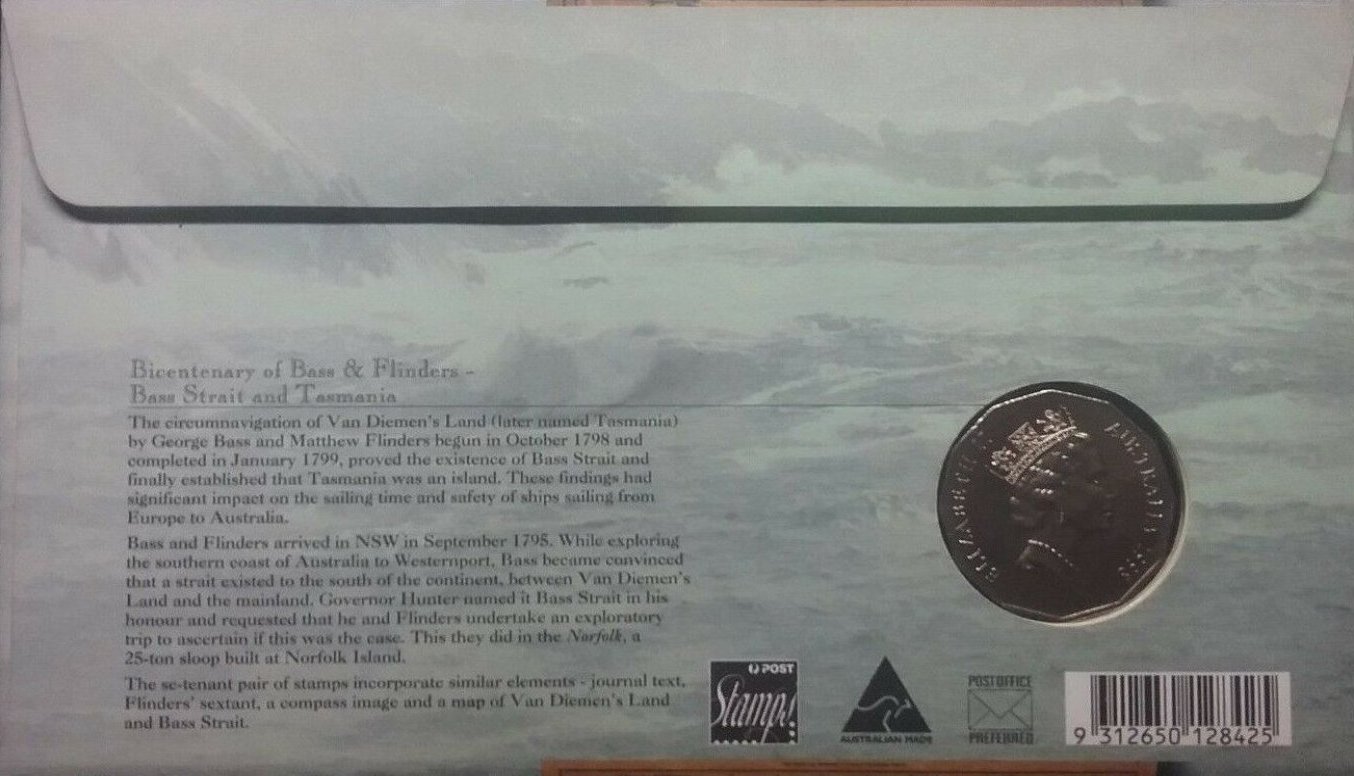 Bicentenary of Bass & Flinders -
Bass Strait and Tasmania
The circumnavigation of Van Diemen's Land (later named Tasmania)
by George Bass and Matthew Flinders begun in October 1798 and
completed in January 1799, proved the existence of Bass Strait and
finally established that Tasmania was an island. These findings had
significant impact on the sailing time and safety of ships sailing from
Europe to Australia.
Bass and Flinders arrived in NSW in September 1795. While exploring
the southern coast of Australia to Westernport, Bass became convinced
that a strait existed to the south of the continent, between Van Diemen's
Land and the mainland. Governor Hunter named it Bass Strait in his
honour and requested that he and Flinders undertake an exploratory
trip to ascertain if this was the case. This they did in the Norfolk, a
25-ton sloop built at Norfolk Island.
The se-tenant pair of stamps incorporate similar elements - journal text,
Flinders' sextant, a compass image and a map of Van Diemen's Land
and Bass Strait.
ELIZABETH II AUSTRALIA 1998
POST
Stamps!
AUSTRALIAN MADE
POST OFFICE
PREFERRED
9 312650 128425